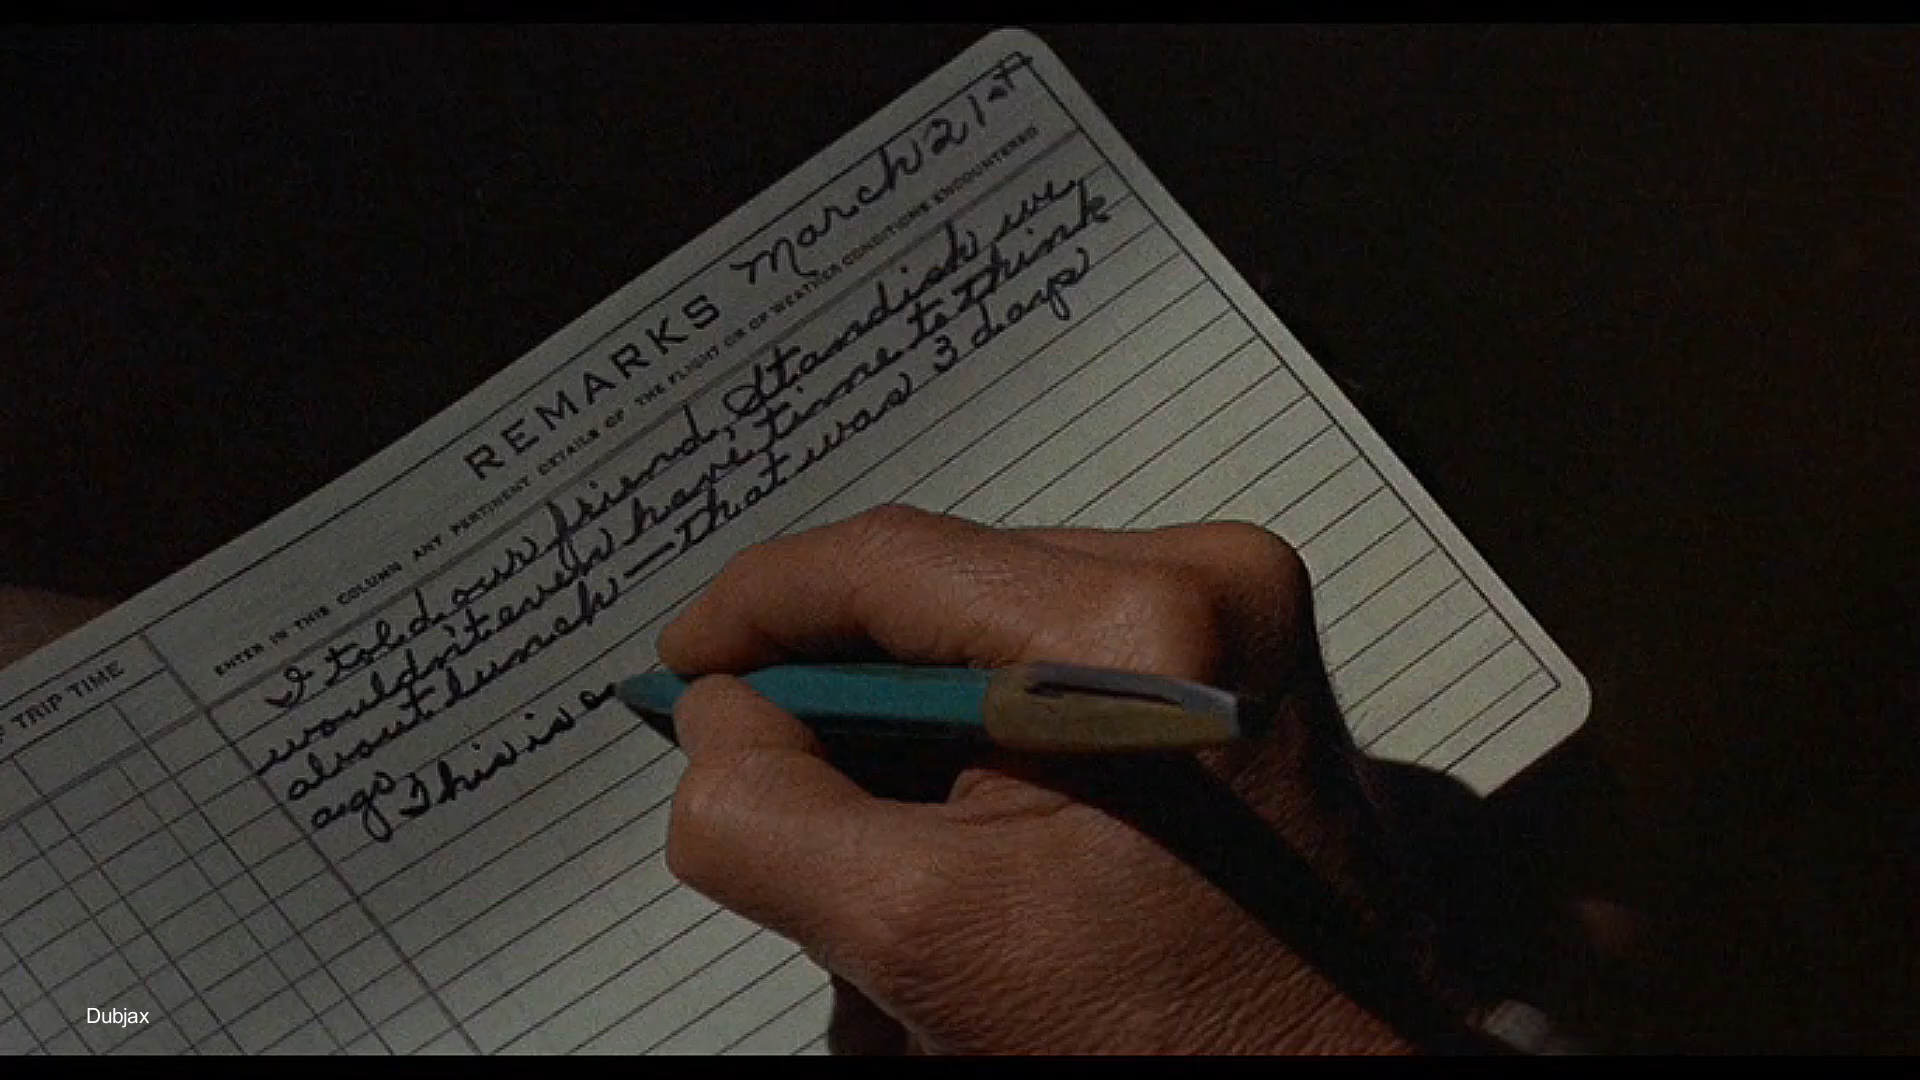 REMARKS March 21st
ENTER IN THIS COLUMN ANY PERTINENT DETAILS OF THE FLIGHT OR OF WEATHER CONDITIONS ENCOUNTERED
I told our friend, Standish we
wouldn't even have time to think
about lunch — that was 3 days
ago This is
TRIP TIME
Dubjax